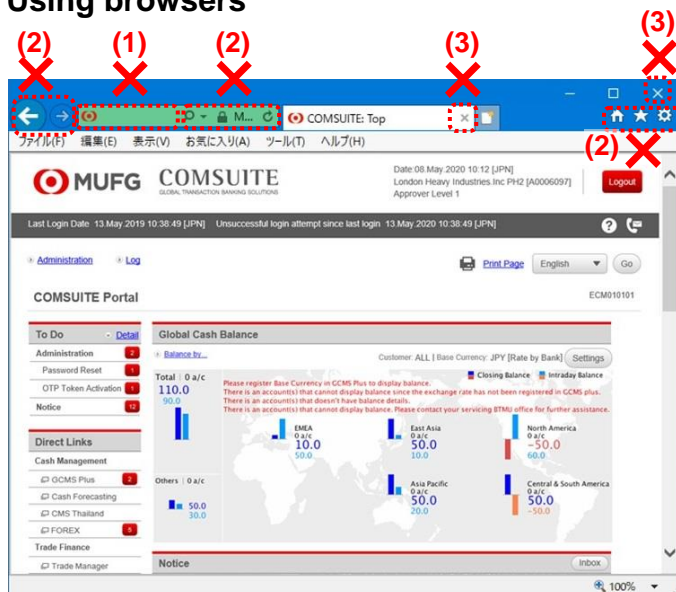 Using browsers
(2) (1) (2) (3) (3)
M... COMSUITE: Top
(2)
ファイル(F) 編集(E) 表示(V) お気に入り(A) ツール(T) ヘルプ(H)
MUFG COMSUITE
GLOBAL TRANSACTION BANKING SOLUTIONS
Date:08.May.2020 10:12 [JPN]
London Heavy Industries.Inc PH2 [A0006097]
Approver Level 1
Logout
Last Login Date 13.May.2019 10:38:49 [JPN] Unsuccessful login attempt since last login 13.May.2020 10:38:49 [JPN]
Administration Log
Print Page English Go
COMSUITE Portal ECM010101
To Do Detail
Administration 2
Password Reset 1
OTP Token Activation 1
Notice 12
Direct Links
Cash Management
GCMS Plus 2
Cash Forecasting
CMS Thailand
FOREX 5
Trade Finance
Trade Manager
Global Cash Balance
Balance by... Customer: ALL | Base Currency: JPY [Rate by Bank] Settings
Closing Balance Intraday Balance
Total 0 a/c
110.0
90.0
Please register Base Currency in GCMS Plus to display balance.
There is an account(s) that cannot display balance since the exchange rate has not been registered in GCMS plus.
There is an account(s) that doesn't have balance details.
There is an account(s) that cannot display balance. Please contact your servicing BTMU office for further assistance.
EMEA
0 a/c
10.0
50.0
East Asia
0 a/c
50.0
10.0
North America
0 a/c
-50.0
60.0
Others 0 a/c
50.0
30.0
Asia Pacific
0 a/c
50.0
20.0
Central & South America
0 a/c
50.0
-50.0
Notice Inbox
100%